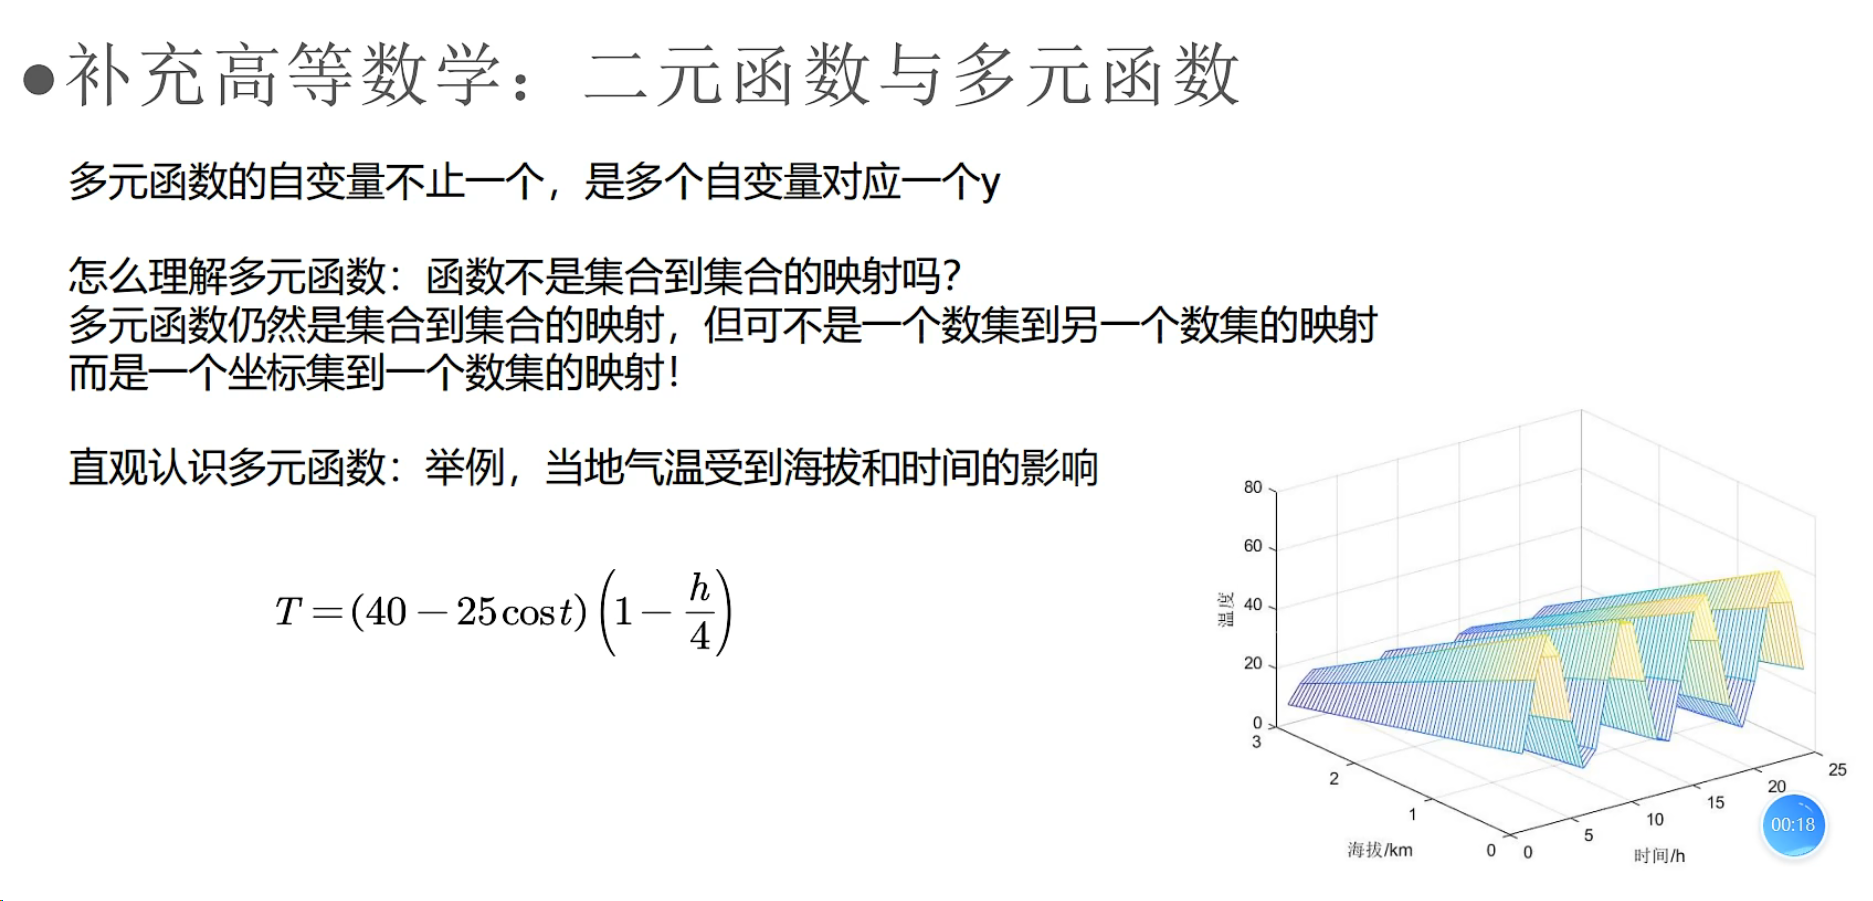 ●补充高等数学：二元函数与多元函数
多元函数的自变量不止一个，是多个自变量对应一个y
怎么理解多元函数：函数不是集合到集合的映射吗？
多元函数仍然是集合到集合的映射，但可不是一个数集到另一个数集的映射
而是一个坐标集到一个数集的映射！
直观认识多元函数：举例，当地气温受到海拔和时间的影响
T=(40-25cost)(1-h/4)
80
60
40
20
0
温度
3
2
1
0
海拔/km
0
5
10
15
20
25
时间/h
00:18